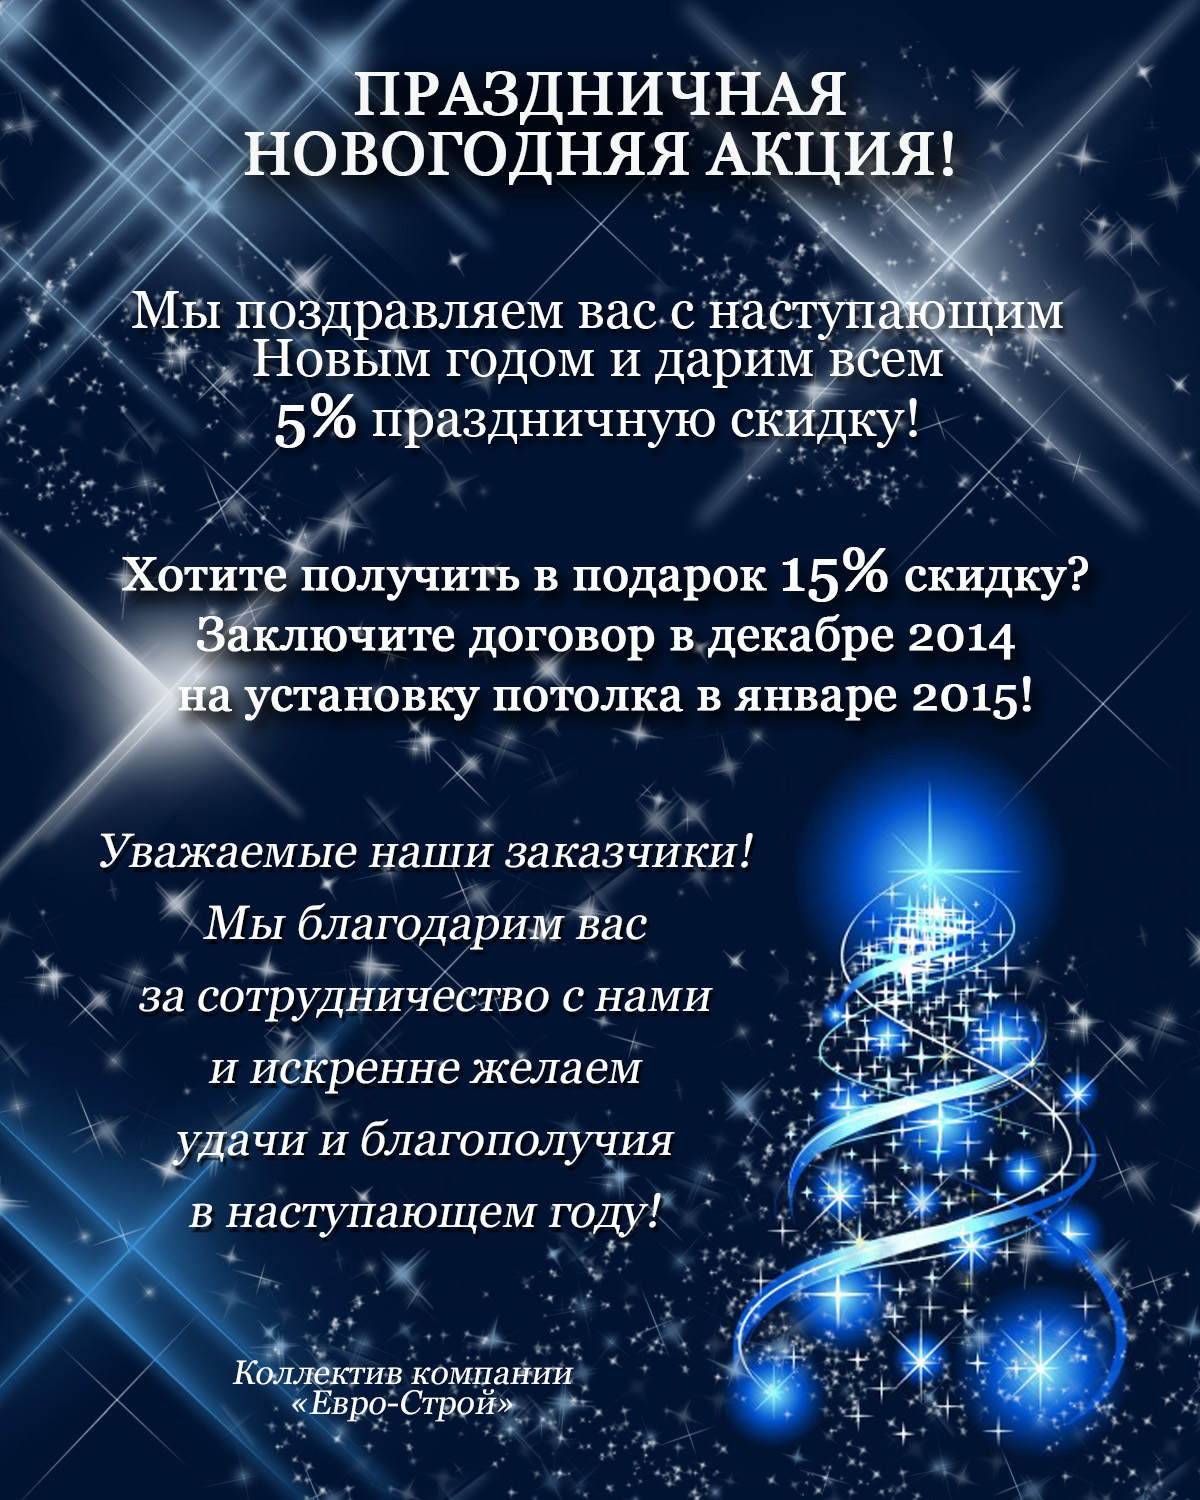 ПРАЗДНИЧНАЯ
НОВОГОДНЯЯ АКЦИЯ!
Мы поздравляем вас с наступающим
Новым годом и дарим всем
5% праздничную скидку!
Хотите получить в подарок 15% скидку?
Заключите договор в декабре 2014
на установку потолка в январе 2015!
Уважаемые наши заказчики!
Мы благодарим вас
за сотрудничество с нами
и искренне желаем
удачи и благополучия
в наступающем году!
Коллектив компании
«Евро-Строй»